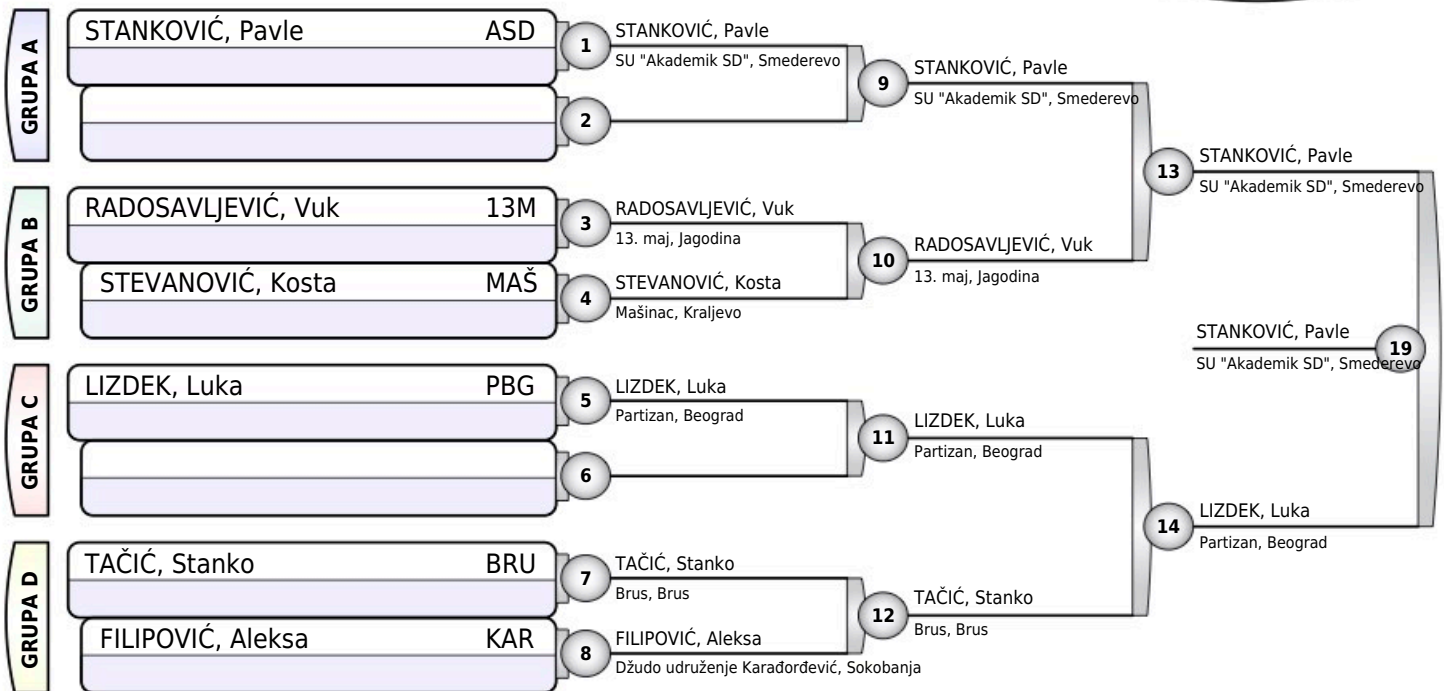 GRUPA A
STANKOVIĆ, Pavle ASD
1
STANKOVIĆ, Pavle
SU "Akademik SD", Smederevo
2
9
STANKOVIĆ, Pavle
SU "Akademik SD", Smederevo
GRUPA B
RADOSAVLJEVIĆ, Vuk 13M
3
RADOSAVLJEVIĆ, Vuk
13. maj, Jagodina
STEVANOVIĆ, Kosta MAŠ
4
STEVANOVIĆ, Kosta
Mašinac, Kraljevo
10
RADOSAVLJEVIĆ, Vuk
13. maj, Jagodina
13
STANKOVIĆ, Pavle
SU "Akademik SD", Smederevo
STANKOVIĆ, Pavle
SU "Akademik SD", Smederevo
19
GRUPA C
LIZDEK, Luka PBG
5
LIZDEK, Luka
Partizan, Beograd
6
11
LIZDEK, Luka
Partizan, Beograd
GRUPA D
TAČIĆ, Stanko BRU
7
TAČIĆ, Stanko
Brus, Brus
FILIPOVIĆ, Aleksa KAR
8
FILIPOVIĆ, Aleksa
Džudo udruženje Karađorđević, Sokobanja
12
TAČIĆ, Stanko
Brus, Brus
14
LIZDEK, Luka
Partizan, Beograd